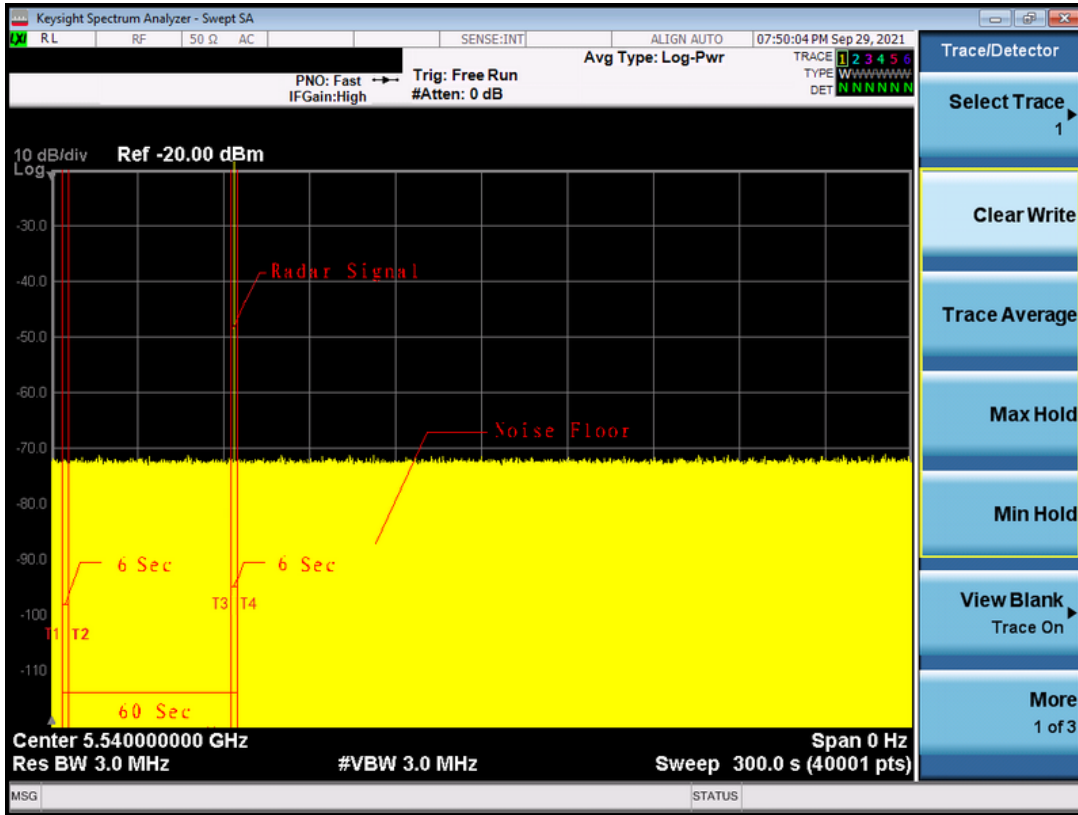 Keysight Spectrum Analyzer - Swept SA
LXI RL RF 50 Ω AC SENSE:INT ALIGN AUTO 07:50:04 PM Sep 29, 2021
Avg Type: Log-Pwr TRACE 1 2 3 4 5 6
PNO: Fast Trig: Free Run TYPE WWWWWW
IFGain:High #Atten: 0 dB DET N N N N N N
10 dB/div Ref -20.00 dBm
Log
-30.0
-40.0
-50.0
-60.0
-70.0
-80.0
-90.0
-100
-110
Radar Signal
Noise Floor
6 Sec 6 Sec
T3 T4
T1 T2
60 Sec
Center 5.540000000 GHz Span 0 Hz
Res BW 3.0 MHz #VBW 3.0 MHz Sweep 300.0 s (40001 pts)
MSG STATUS
Trace/Detector
Select Trace
1
Clear Write
Trace Average
Max Hold
Min Hold
View Blank
Trace On
More
1 of 3